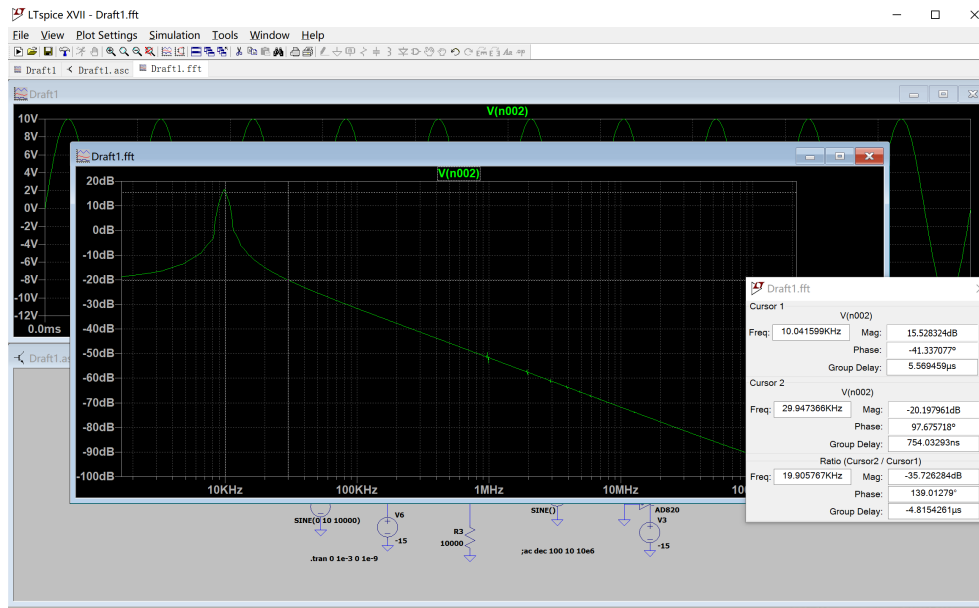 LTspice XVII - Draft1.fft
File View Plot Settings Simulation Tools Window Help
Draft1 Draft1.asc Draft1.fft
Draft1
V(n002)
10V
8V
6V
4V
2V
0V
-2V
-4V
-6V
-8V
-10V
-12V
0.0ms
Draft1.fft
V(n002)
20dB
10dB
0dB
-10dB
-20dB
-30dB
-40dB
-50dB
-60dB
-70dB
-80dB
-90dB
-100dB
10KHz 100KHz 1MHz 10MHz
Draft1.fft
Cursor 1
V(n002)
Freq: 10.041599KHz Mag: 15.528324dB
Phase: -41.337077°
Group Delay: 5.569459µs
Cursor 2
V(n002)
Freq: 29.947366KHz Mag: -20.197961dB
Phase: 97.675718°
Group Delay: 754.03293ns
Ratio (Cursor2 / Cursor1)
Freq: 19.905767KHz Mag: -35.726284dB
Phase: 139.01279°
Group Delay: -4.8154261µs
SINE(0 10 10000)
V6
-15
R3
10000
SINE()
AD820
V3
-15
.tran 0 1e-3 0 1e-9
;ac dec 100 10 10e6